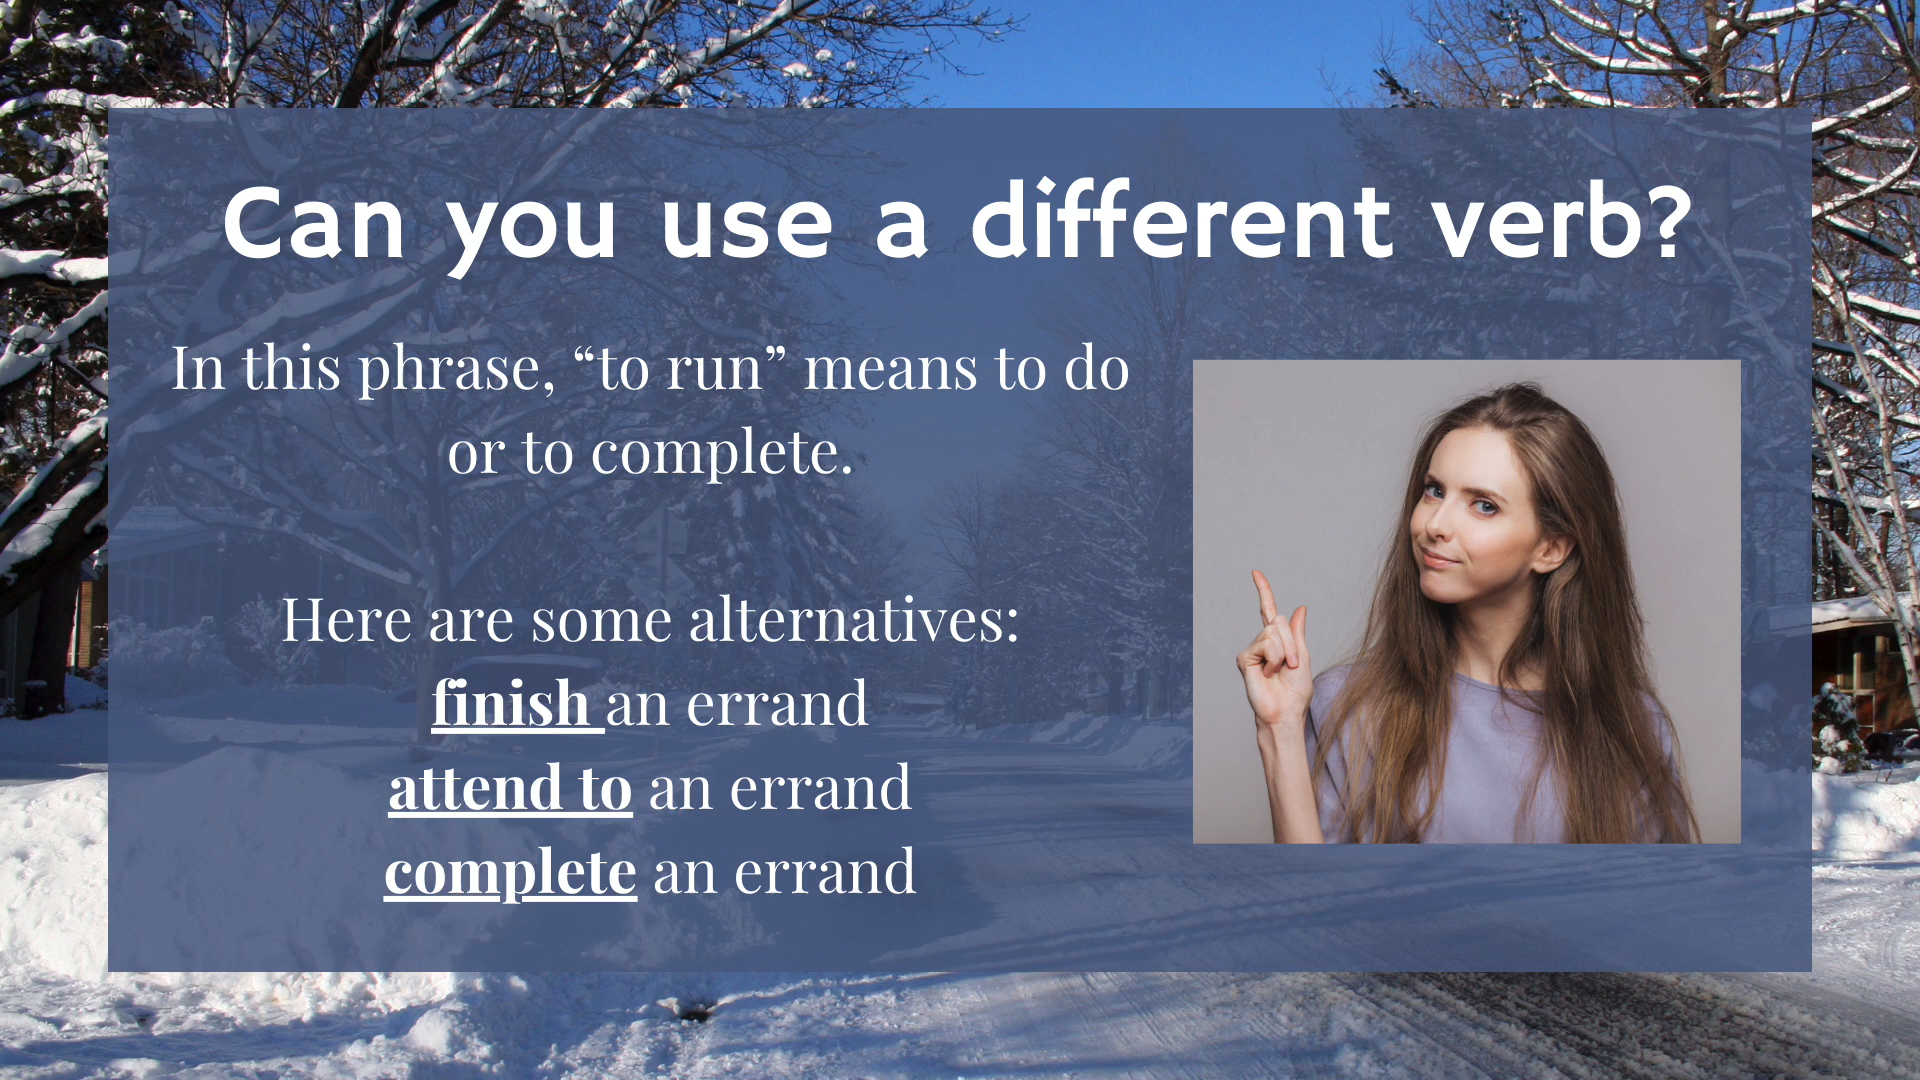 Can you use a different verb?
In this phrase, “to run” means to do
or to complete.
Here are some alternatives:
finish an errand
attend to an errand
complete an errand